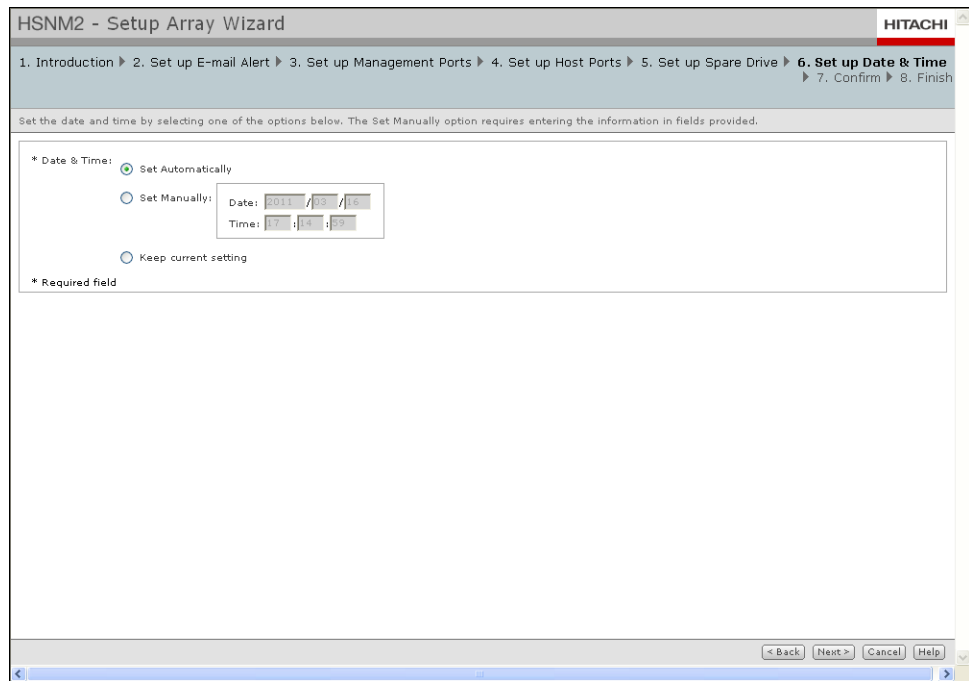 HSNM2 - Setup Array Wizard
HITACHI
1. Introduction 2. Set up E-mail Alert 3. Set up Management Ports 4. Set up Host Ports 5. Set up Spare Drive 6. Set up Date & Time
7. Confirm 8. Finish
Set the date and time by selecting one of the options below. The Set Manually option requires entering the information in fields provided.
* Date & Time:
Set Automatically
Set Manually:
Date: 2011 / 03 / 16
Time: 17 : 14 : 59
Keep current setting
* Required field
< Back Next > Cancel Help